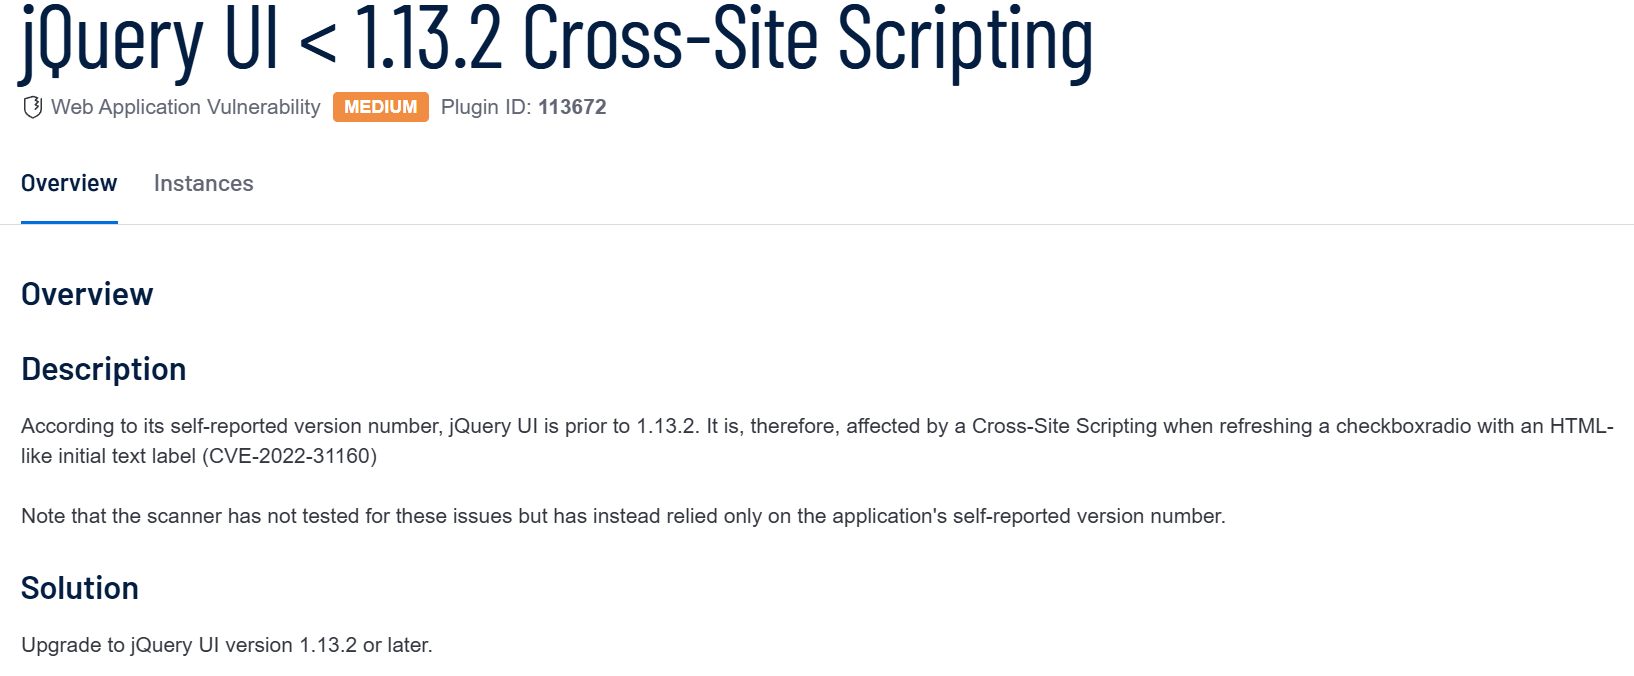 jQuery UI < 1.13.2 Cross-Site Scripting
Web Application Vulnerability MEDIUM Plugin ID: 113672
Overview Instances
Overview
Description
According to its self-reported version number, jQuery UI is prior to 1.13.2. It is, therefore, affected by a Cross-Site Scripting when refreshing a checkboxradio with an HTML-
like initial text label (CVE-2022-31160)
Note that the scanner has not tested for these issues but has instead relied only on the application's self-reported version number.
Solution
Upgrade to jQuery UI version 1.13.2 or later.